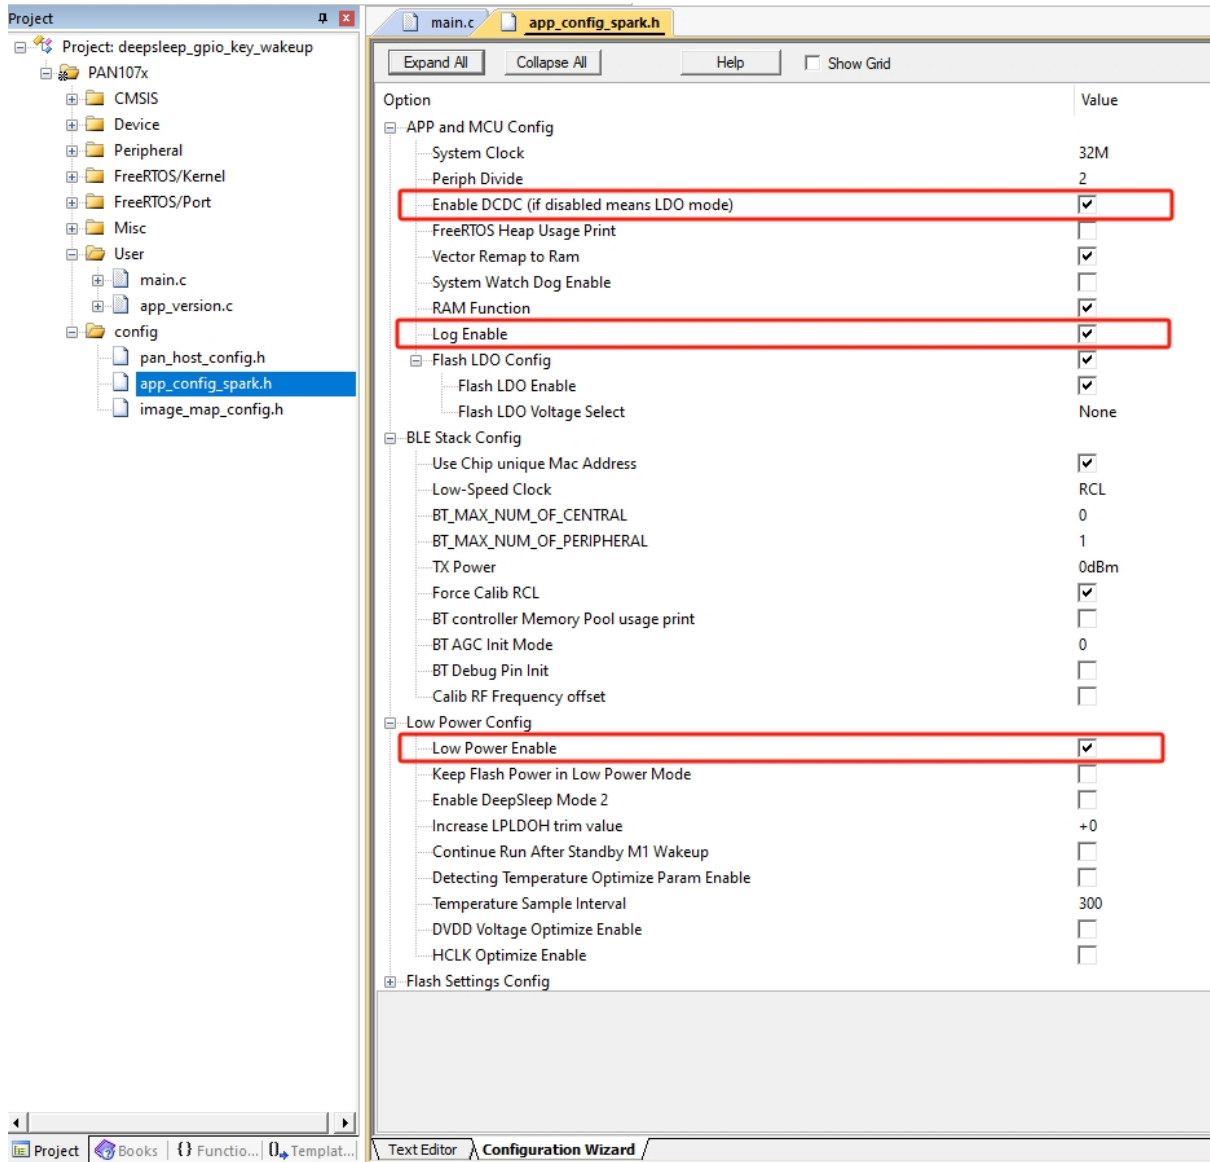 Project
Project: deepsleep_gpio_key_wakeup
PAN107x
CMSIS
Device
Peripheral
FreeRTOS/Kernel
FreeRTOS/Port
Misc
User
main.c
app_version.c
config
pan_host_config.h
app_config_spark.h
image_map_config.h
Project Books {} Functio... 0 Templat...
main.c app_config_spark.h
Expand All Collapse All Help Show Grid
Option Value
APP and MCU Config
System Clock 32M
Periph Divide 2
Enable DCDC (if disabled means LDO mode)
FreeRTOS Heap Usage Print
Vector Remap to Ram
System Watch Dog Enable
RAM Function
Log Enable
Flash LDO Config
Flash LDO Enable
Flash LDO Voltage Select None
BLE Stack Config
Use Chip unique Mac Address
Low-Speed Clock RCL
BT_MAX_NUM_OF_CENTRAL 0
BT_MAX_NUM_OF_PERIPHERAL 1
TX Power 0dBm
Force Calib RCL
BT controller Memory Pool usage print
BT AGC Init Mode 0
BT Debug Pin Init
Calib RF Frequency offset
Low Power Config
Low Power Enable
Keep Flash Power in Low Power Mode
Enable DeepSleep Mode 2
Increase LPLDOH trim value +0
Continue Run After Standby M1 Wakeup
Detecting Temperature Optimize Param Enable
Temperature Sample Interval 300
DVDD Voltage Optimize Enable
HCLK Optimize Enable
Flash Settings Config
Text Editor Configuration Wizard